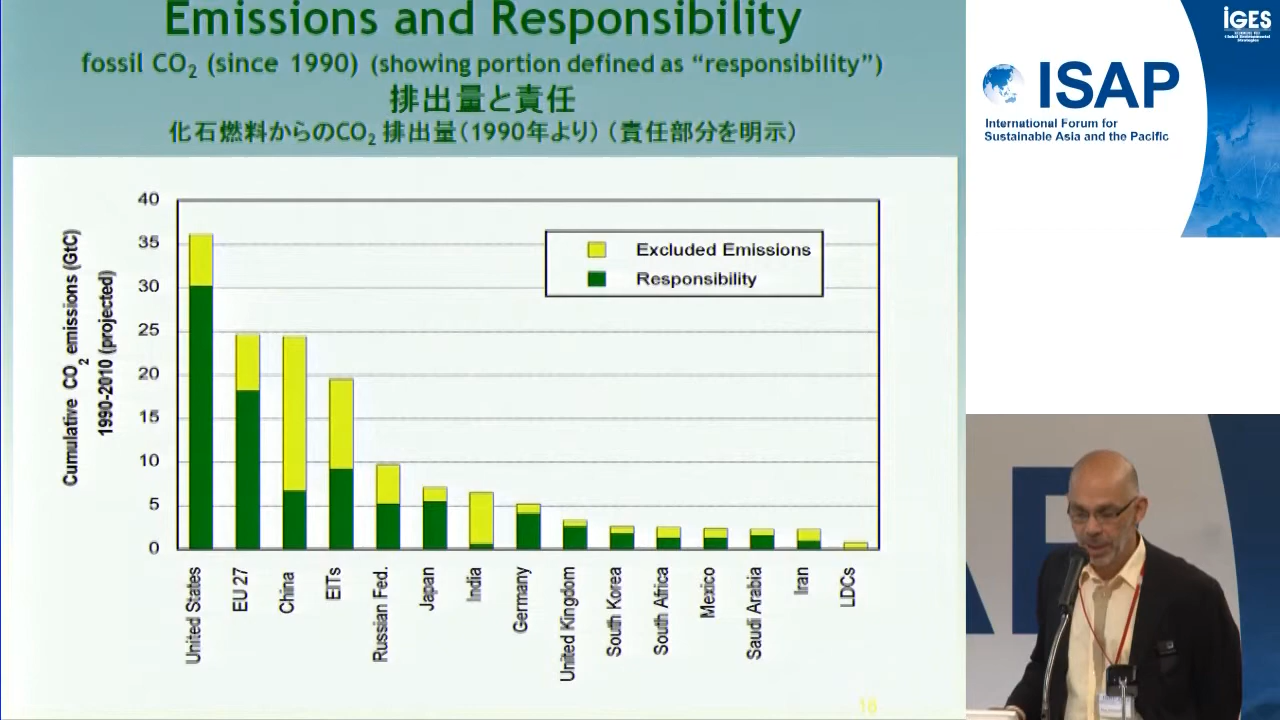 Emissions and Responsibility
fossil CO₂ (since 1990) (showing portion defined as “responsibility”)
排出量と責任
化石燃料からのCO₂ 排出量（1990年より）（責任部分を明示）
Cumulative CO₂ emissions (GtC)
1990-2010 (projected)
40
35
30
25
20
15
10
5
0
Excluded Emissions
Responsibility
United States
EU 27
China
EITs
Russian Fed.
Japan
India
Germany
United Kingdom
South Korea
South Africa
Mexico
Saudi Arabia
Iran
LDCs
18
iGES
ISAP
International Forum for
Sustainable Asia and the Pacific